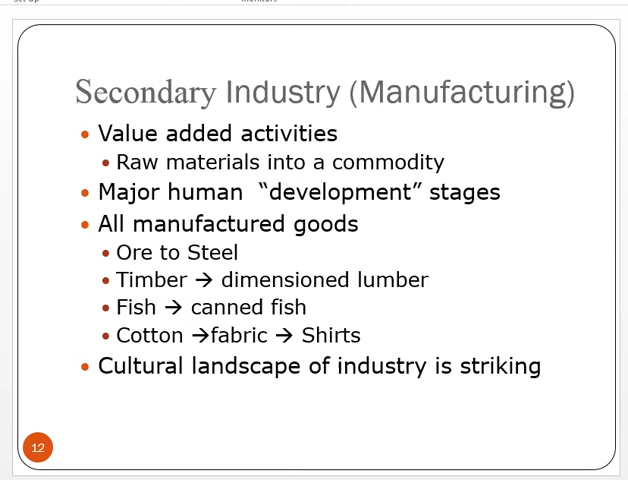 Secondary Industry (Manufacturing)
• Value added activities
• Raw materials into a commodity
• Major human “development” stages
• All manufactured goods
• Ore to Steel
• Timber → dimensioned lumber
• Fish → canned fish
• Cotton →fabric → Shirts
• Cultural landscape of industry is striking
12